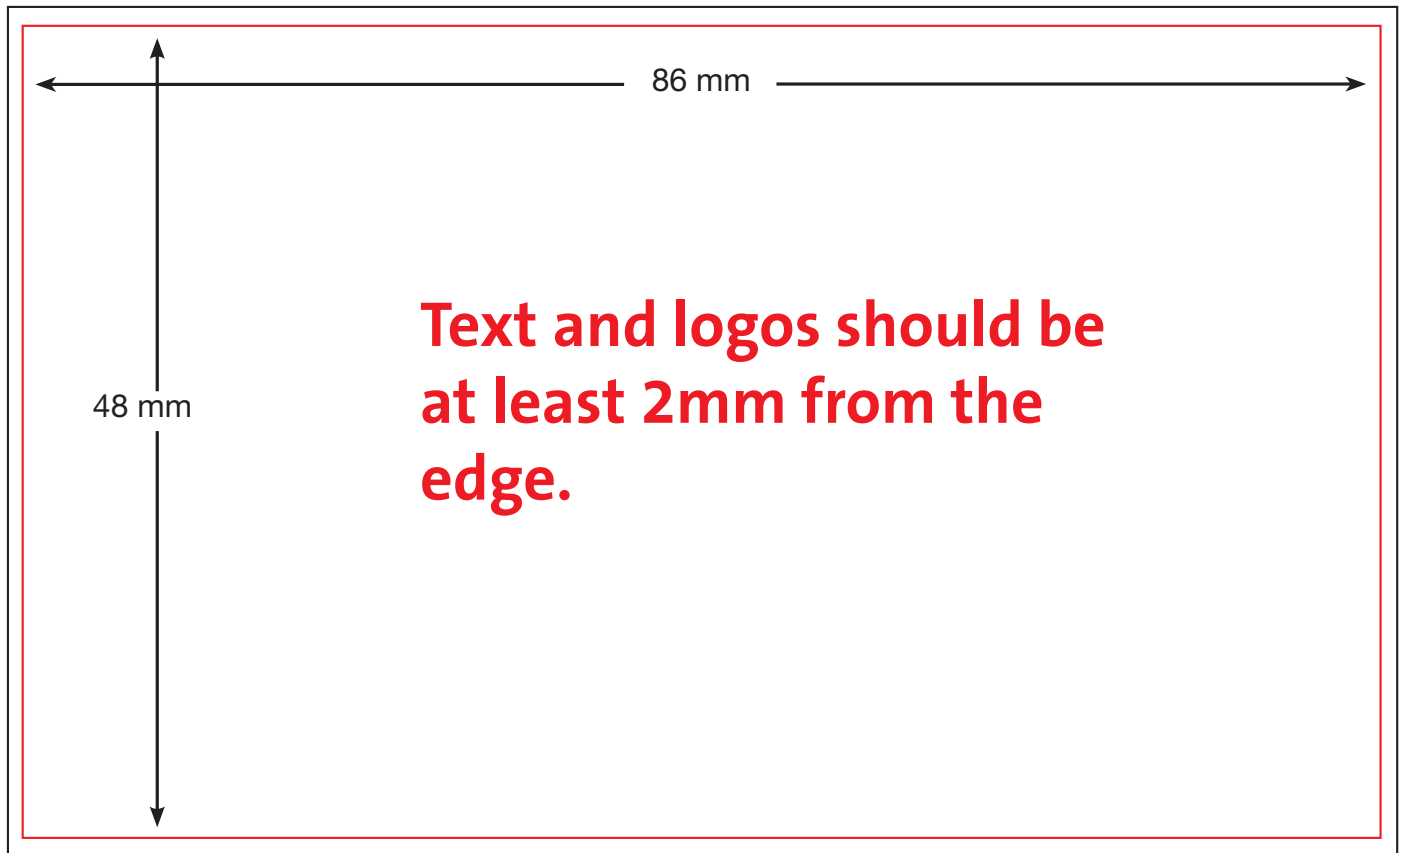 86 mm
Text and logos should be
at least 2mm from the
edge.
48 mm